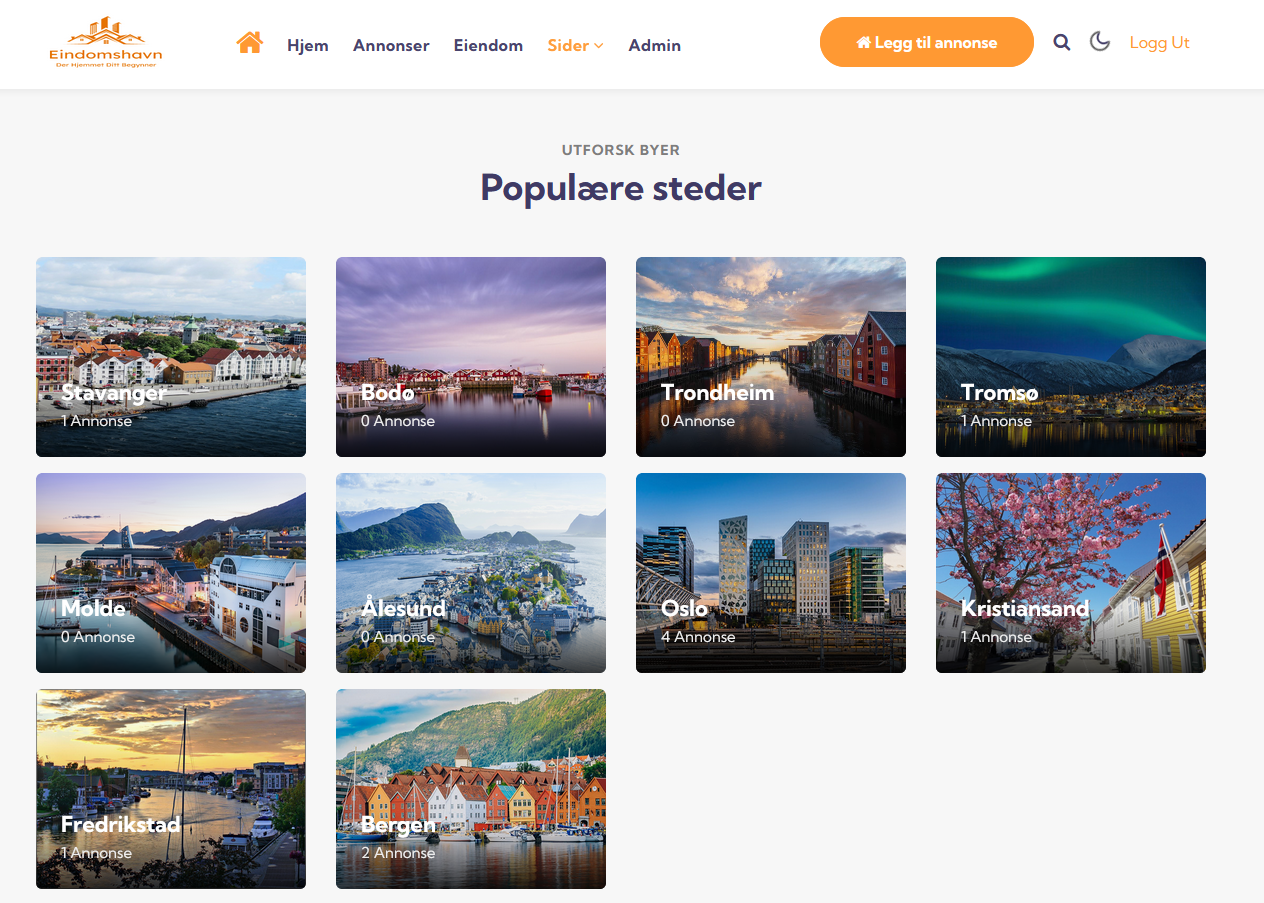 Eindomshavn
Der Hjemmet Ditt Begynner
Hjem
Annonser
Eiendom
Sider
Admin
Legg til annonse
Logg Ut
UTFORSK BYER
Populære steder
Stavanger
1 Annonse
Bodø
0 Annonse
Trondheim
0 Annonse
Tromsø
1 Annonse
Molde
0 Annonse
Ålesund
0 Annonse
Oslo
4 Annonse
Kristiansand
1 Annonse
Fredrikstad
1 Annonse
Bergen
2 Annonse